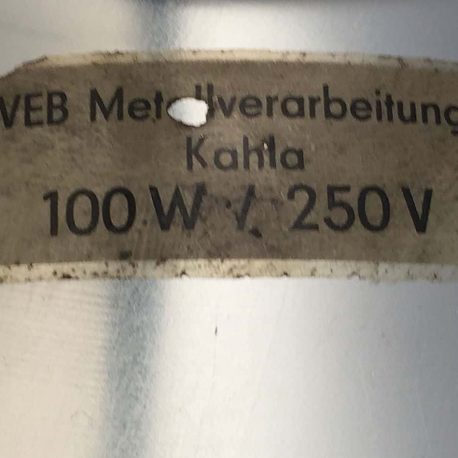 VEB Metallverarbeitung
Kahla
100 W / 250 V